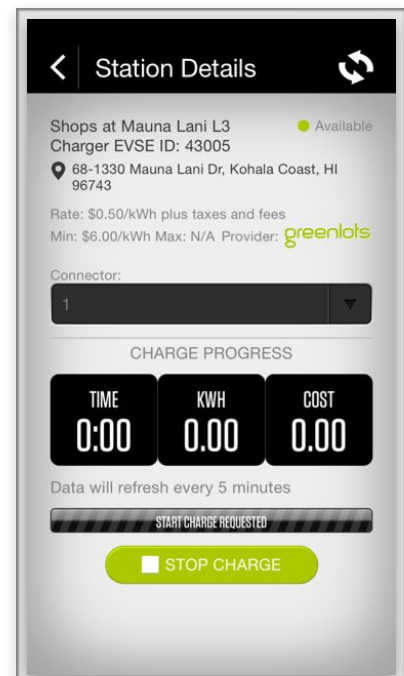 Station Details
Shops at Mauna Lani L3
Available
Charger EVSE ID: 43005
68-1330 Mauna Lani Dr, Kohala Coast, HI
96743
Rate: $0.50/kWh plus taxes and fees
Min: $6.00/kWh Max: N/A Provider: greenlots
Connector:
1
CHARGE PROGRESS
TIME KWH COST
0:00 0.00 0.00
Data will refresh every 5 minutes
START CHARGE REQUESTED
STOP CHARGE